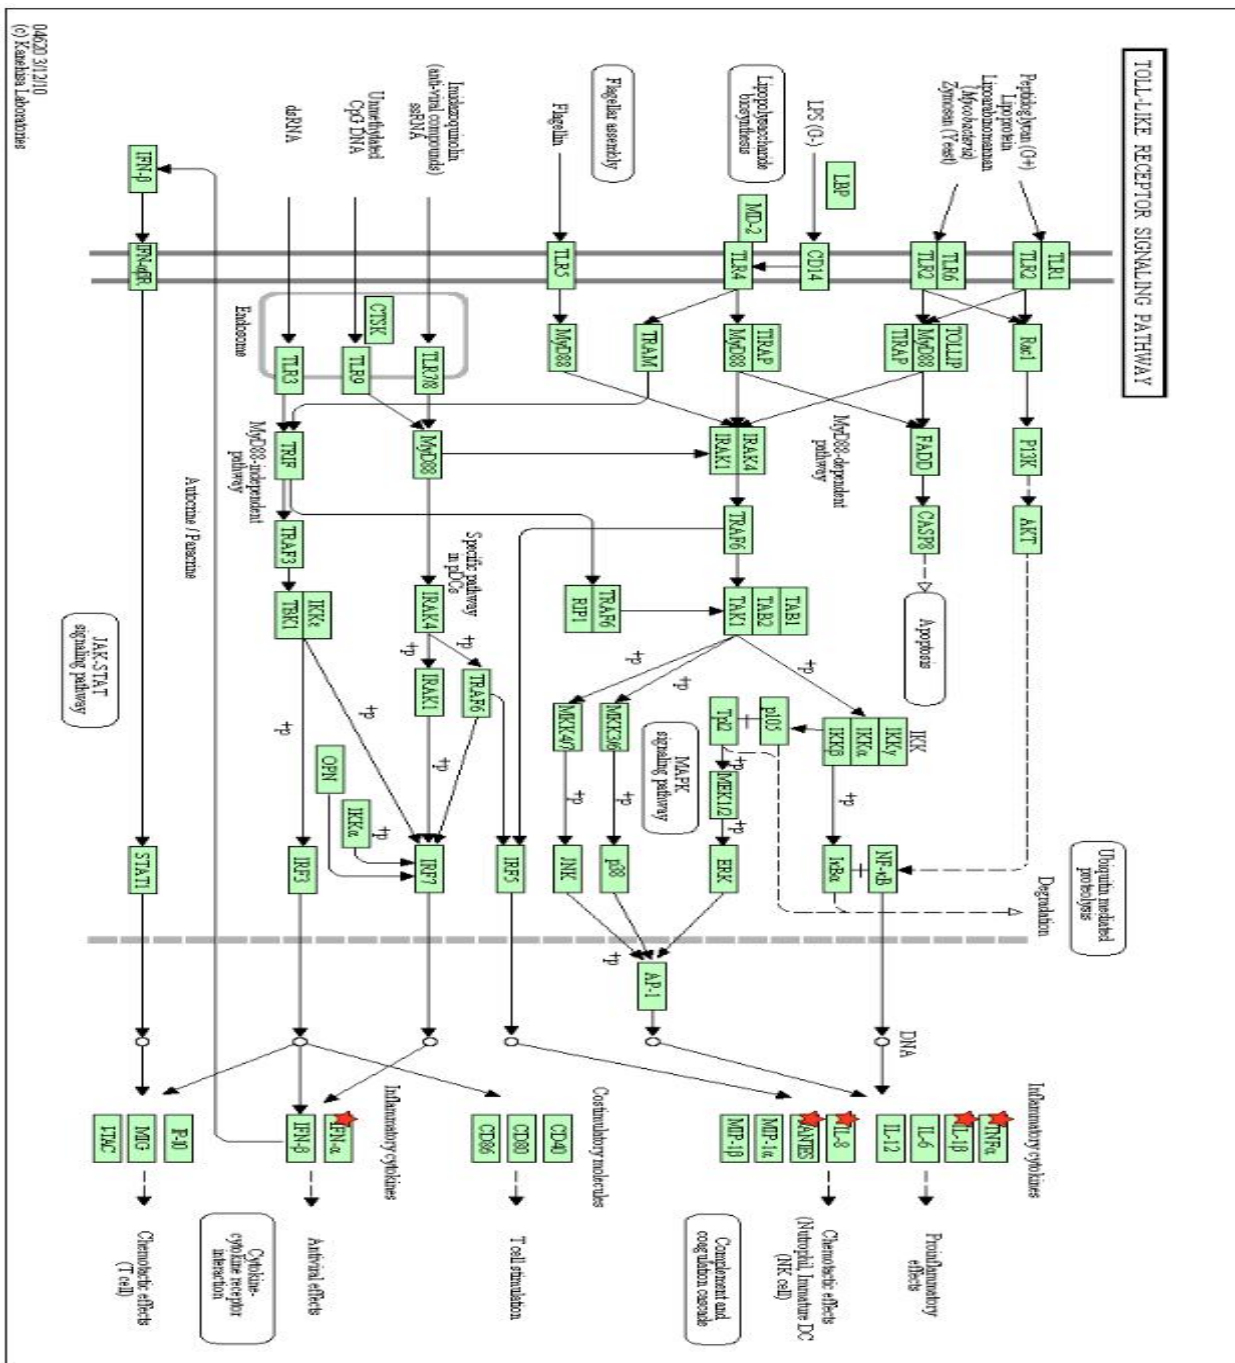 TOLL-LIKE RECEPTOR SIGNALING PATHWAY
Peptidoglycan (G+)
Lipoprotein
Lipoarabinomannan
(Mycobacteria)
Zymosan (Yeast)
TLR1
TLR2
Rac1
PI3K
AKT
TLR6
TLR2
TOLLIP
MyD88
TIRAP
FADD
CASP8
Apoptosis
Ubiquitin mediated
proteolysis
Degradation
LBP
LPS (G-)
CD14
Lipopolysaccharide
biosynthesis
MD-2
TLR4
TIRAP
MyD88
MyD88-dependent
pathway
IRAK4
IRAK1
TRAF6
TAB1
TAB2
TAK1
+p
+p
+p
IKK
IKKγ
IKKα
IKKβ
+p
NF-κB
IκBα
p105
Tpl2
+p
MEK1/2
+p
ERK
MAPK
signaling pathway
TRAM
TRAF6
RIP1
MKK3/6
+p
p38
MKK4/7
+p
JNK
+p
AP-1
DNA
Flagellar assembly
Flagellin
TLR5
MyD88
Imidazoquinolin
(anti-viral compounds)
ssRNA
TLR7/8
MyD88
Specific pathway
in pDCs
IRAK4
+p
+p
TRAF6
IRAK1
+p
IRF5
IRF7
Unmethylated
CpG DNA
CTSK
TLR9
IKKα
+p
OPN
dsRNA
Endosome
TLR3
TRIF
MyD88-independent
pathway
TRAF3
IKKε
TBK1
+p
+p
IRF3
Autocrine / Paracrine
IFN-β
IFN-αβR
JAK-STAT
signaling pathway
STAT1
Inflammatory cytokines
TNFα
IL-1β
IL-6
IL-12
Proinflammatory
effects
IL-8
RANTES
MIP-1α
MIP-1β
Chemotactic effects
(Nutrophil, Immature DC)
(NK cell)
Complement and
coagulation cascade
Costimulatory molecules
CD40
CD80
CD86
T cell stimulation
Inflammatory cytokines
IFN-α
IFN-β
Antiviral effects
Cytokine-
cytokine receptor
interaction
IP-10
MIG
I-TAC
Chemotactic effects
(T cell)
04620 3/12/10
(c) Kanehisa Laboratories